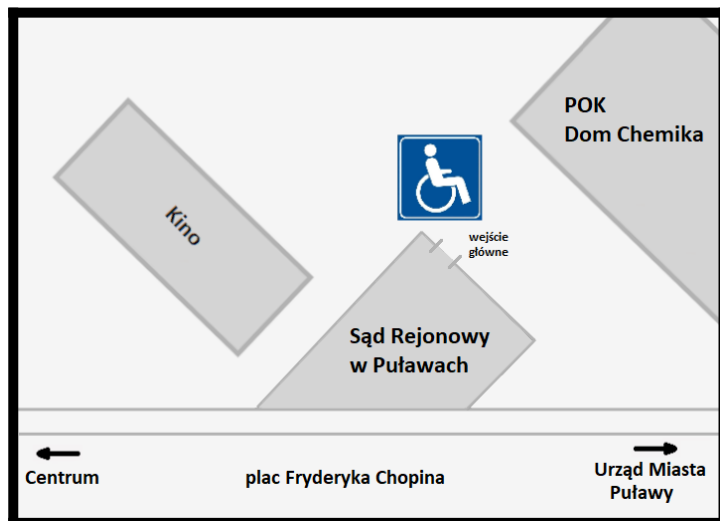 POK
Dom Chemika
Kino
wejście
główne
Sąd Rejonowy
w Puławach
Centrum
plac Fryderyka Chopina
Urząd Miasta
Puławy